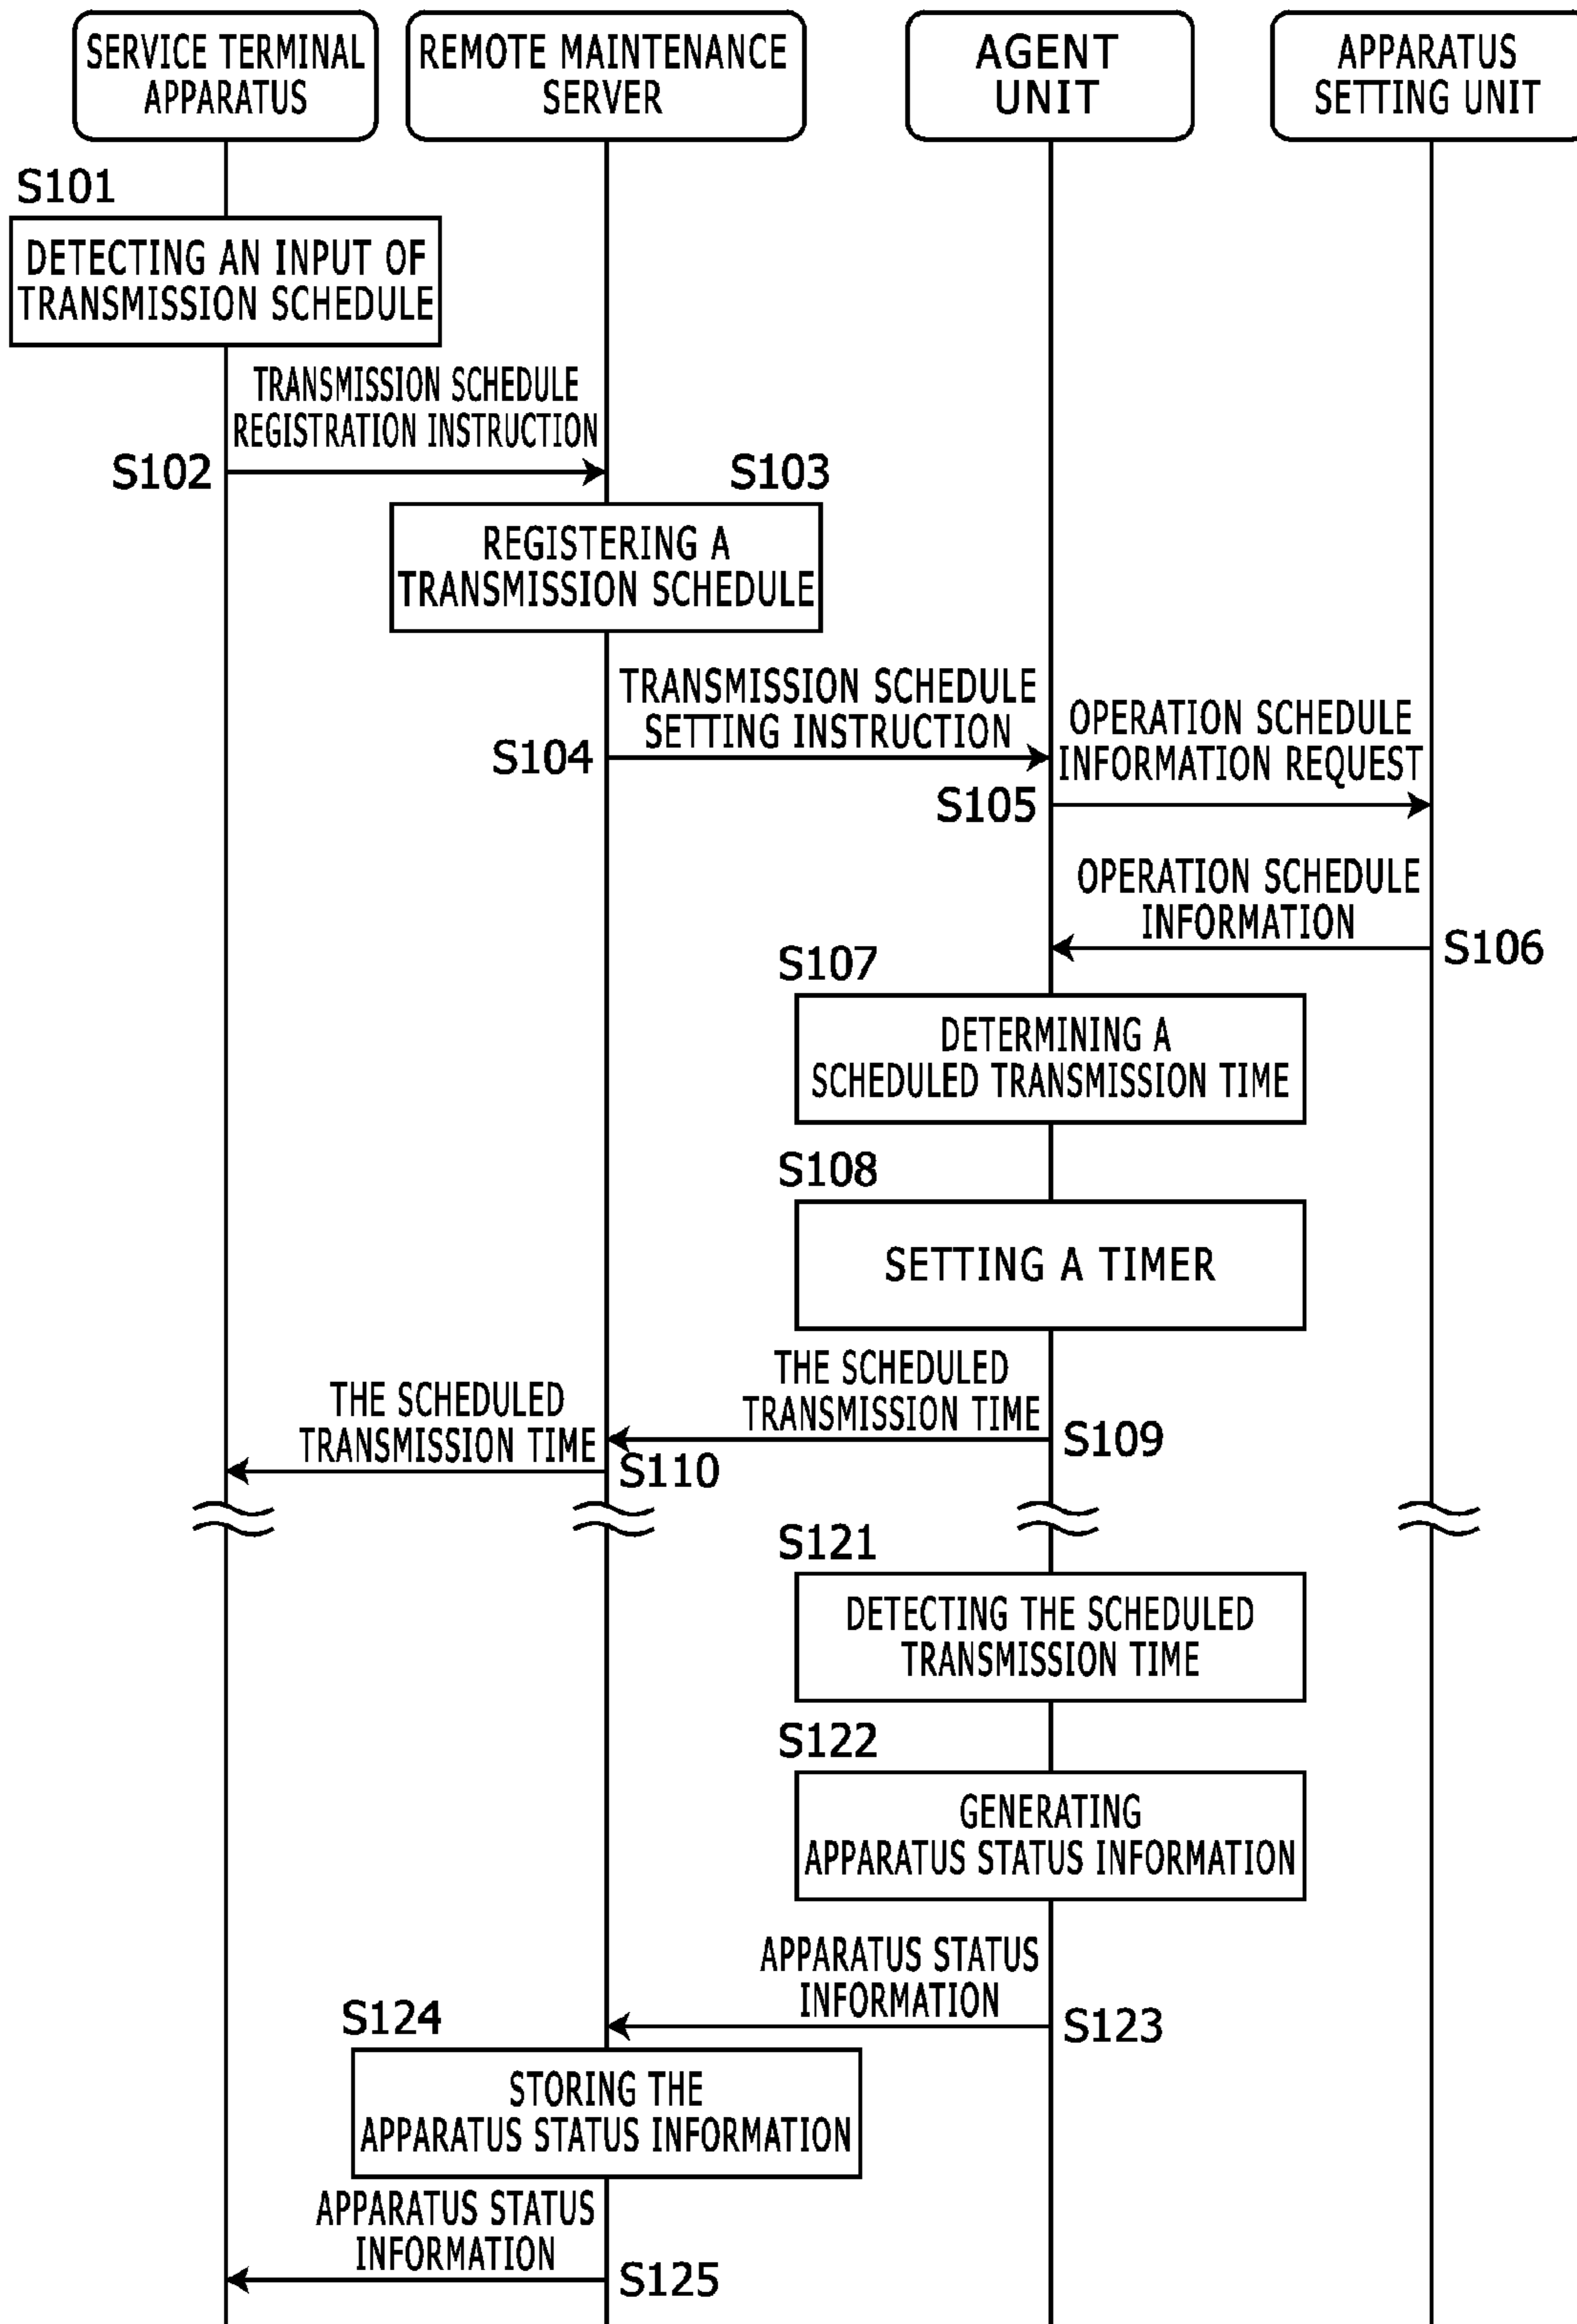 SERVICE TERMINAL
APPARATUS
REMOTE MAINTENANCE
SERVER
AGENT
UNIT
APPARATUS
SETTING UNIT
S101
DETECTING AN INPUT OF
TRANSMISSION SCHEDULE
TRANSMISSION SCHEDULE
REGISTRATION INSTRUCTION
S102
S103
REGISTERING A
TRANSMISSION SCHEDULE
TRANSMISSION SCHEDULE
SETTING INSTRUCTION
S104
OPERATION SCHEDULE
INFORMATION REQUEST
S105
OPERATION SCHEDULE
INFORMATION
S106
S107
DETERMINING A
SCHEDULED TRANSMISSION TIME
S108
SETTING A TIMER
THE SCHEDULED
TRANSMISSION TIME
S109
THE SCHEDULED
TRANSMISSION TIME
S110
S121
DETECTING THE SCHEDULED
TRANSMISSION TIME
S122
GENERATING
APPARATUS STATUS INFORMATION
APPARATUS STATUS
INFORMATION
S123
S124
STORING THE
APPARATUS STATUS INFORMATION
APPARATUS STATUS
INFORMATION
S125